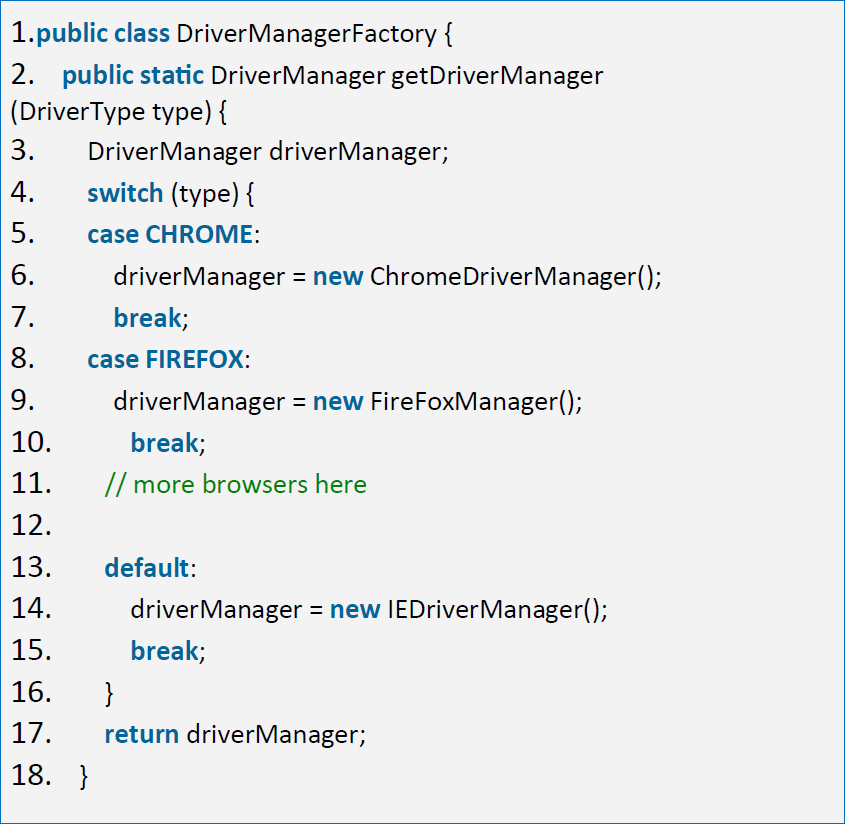 1.public class DriverManagerFactory {
2. public static DriverManager getDriverManager
(DriverType type) {
3. DriverManager driverManager;
4. switch (type) {
5. case CHROME:
6. driverManager = new ChromeDriverManager();
7. break;
8. case FIREFOX:
9. driverManager = new FireFoxManager();
10. break;
11. // more browsers here
12.
13. default:
14. driverManager = new IEDriverManager();
15. break;
16. }
17. return driverManager;
18. }